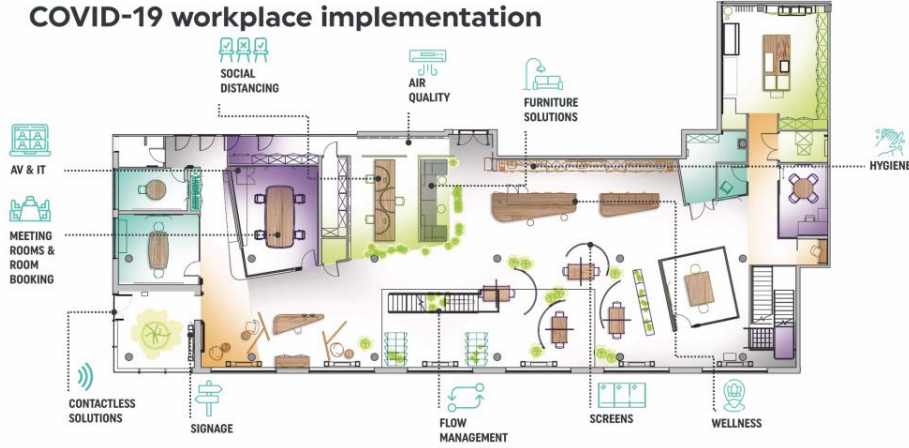 COVID-19 workplace implementation
SOCIAL
DISTANCING
AIR
QUALITY
FURNITURE
SOLUTIONS
AV & IT
HYGIENE
MEETING
ROOMS &
ROOM
BOOKING
CONTACTLESS
SOLUTIONS
SIGNAGE
FLOW
MANAGEMENT
SCREENS
WELLNESS